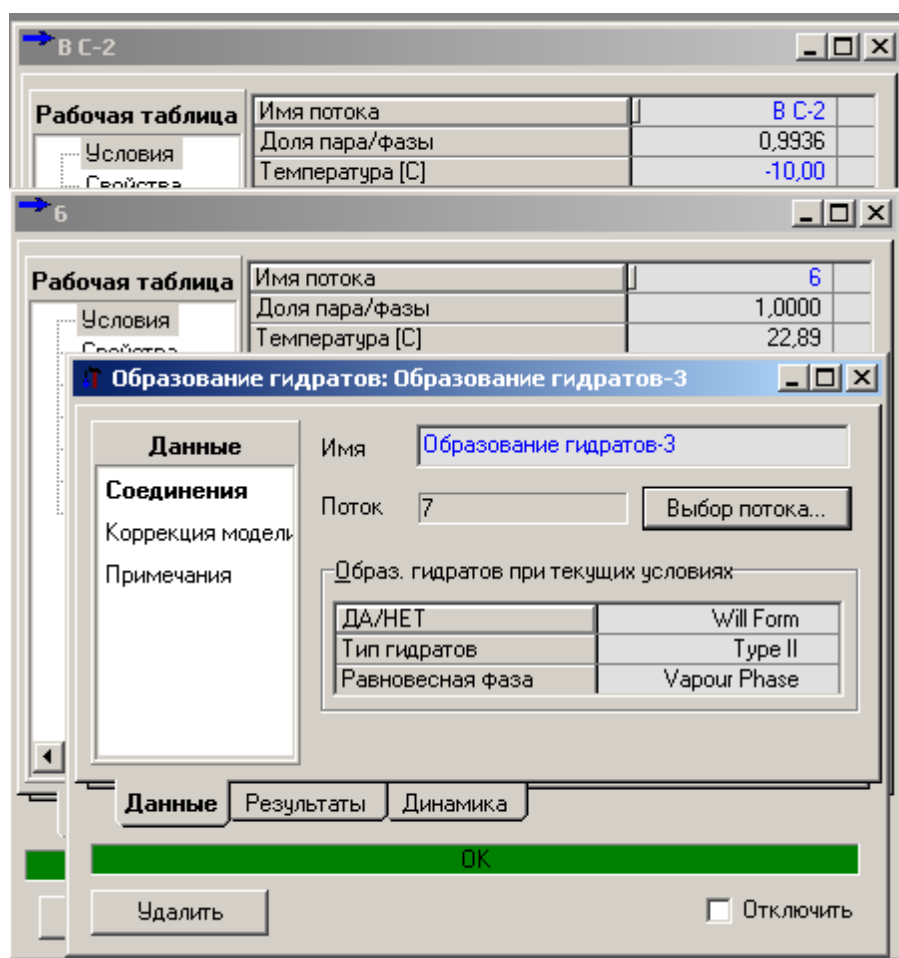 В С-2
Рабочая таблица
Имя потока В С-2
Условия
Доля пара/фазы 0,9936
Свойства
Температура [C] -10,00
6
Рабочая таблица
Имя потока 6
Условия
Доля пара/фазы 1,0000
Свойства
Температура [C] 22,89
Образование гидратов: Образование гидратов-3
Данные
Соединения
Коррекция модели
Примечания
Имя Образование гидратов-3
Поток 7 Выбор потока...
Образ. гидратов при текущих условиях
ДА/НЕТ Will Form
Тип гидратов Type II
Равновесная фаза Vapour Phase
Данные Результаты Динамика
OK
Удалить Отключить